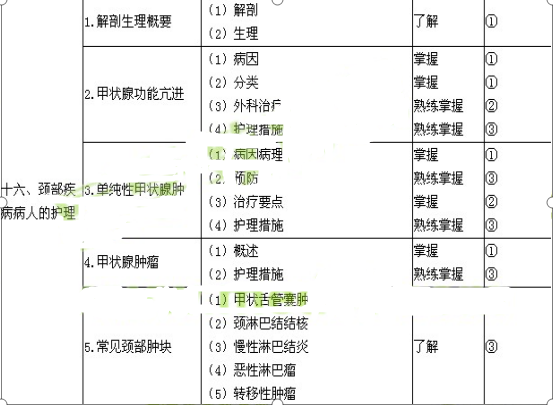 十六、颈部疾
病病人的护理
1.解剖生理概要
(1) 解剖
(2) 生理
了解
①
2.甲状腺功能亢进
(1) 病因
掌握
①
(2) 分类
掌握
①
(3) 外科治疗
熟练掌握
②
(4) 护理措施
熟练掌握
③
3.单纯性甲状腺肿
(1) 病因病理
掌握
①
(2) 预防
熟练掌握
③
(3) 治疗要点
掌握
②
(4) 护理措施
熟练掌握
③
4.甲状腺肿瘤
(1) 概述
掌握
①
(2) 护理措施
熟练掌握
③
5.常见颈部肿块
(1) 甲状舌管囊肿
(2) 颈淋巴结结核
(3) 慢性淋巴结炎
(4) 恶性淋巴瘤
(5) 转移性肿瘤
了解
③